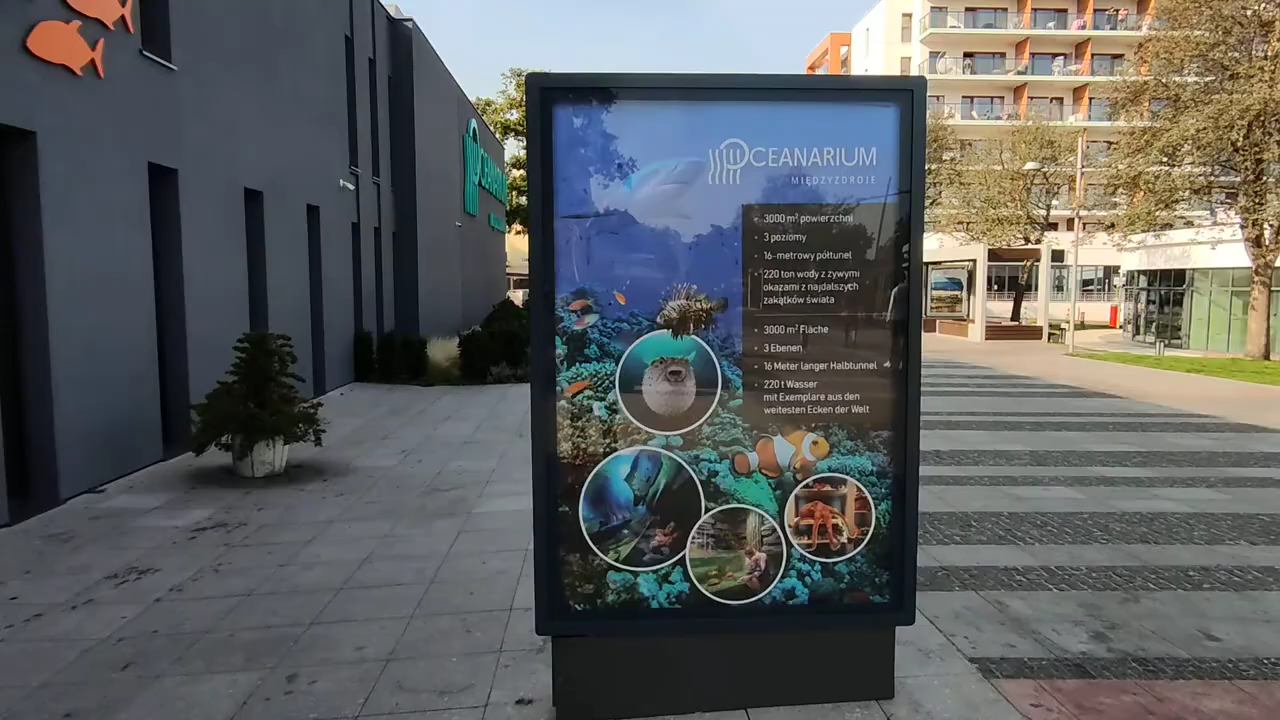 OCEANARIUM
OCEANARIUM
MIĘDZYZDROJE
3000 m² powierzchni
3 poziomy
16-metrowy półtunel
220 ton wody z żywymi
okazami z najdalszych
zakątków świata
3000 m² Fläche
3 Ebenen
16 Meter langer Halbtunnel
220 t Wasser
mit Exemplare aus den
weitesten Ecken der Welt